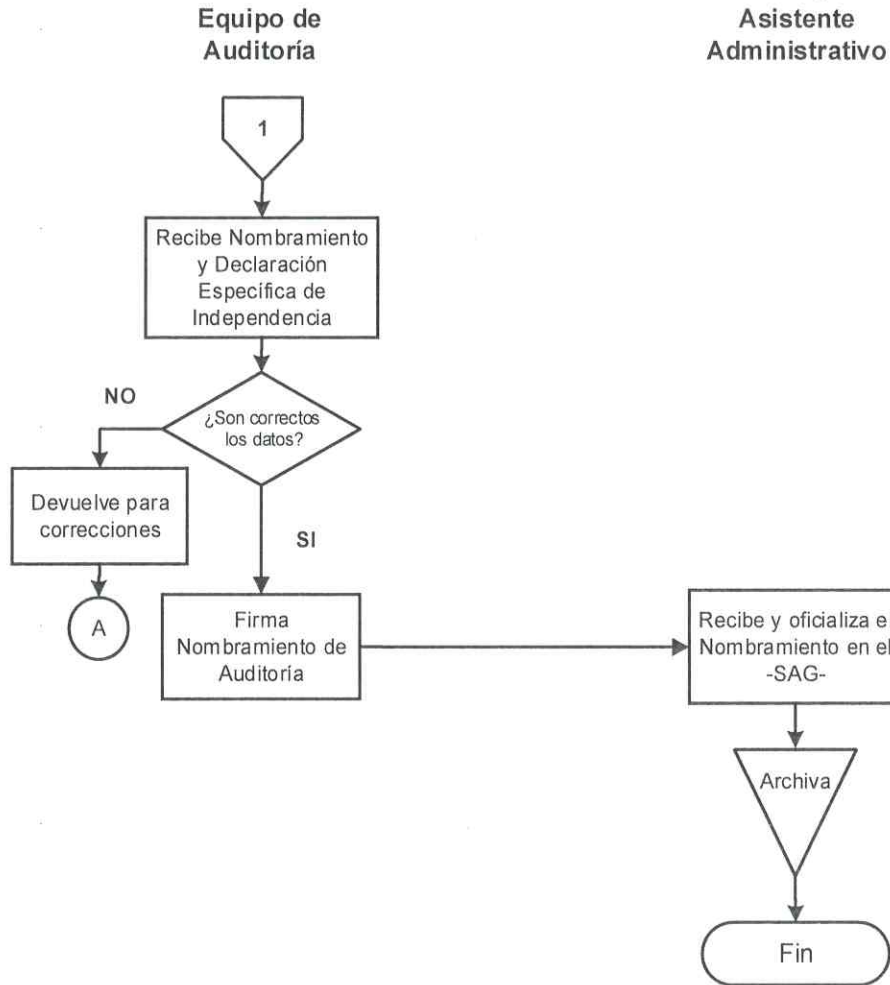 Equipo de
Auditoría
Asistente
Administrativo
1
Recibe Nombramiento
y Declaración
Específica de
Independencia
NO
¿Son correctos
los datos?
Devuelve para
correcciones
SI
A
Firma
Nombramiento de
Auditoría
Recibe y oficializa e
Nombramiento en el
-SAG-
Archiva
Fin